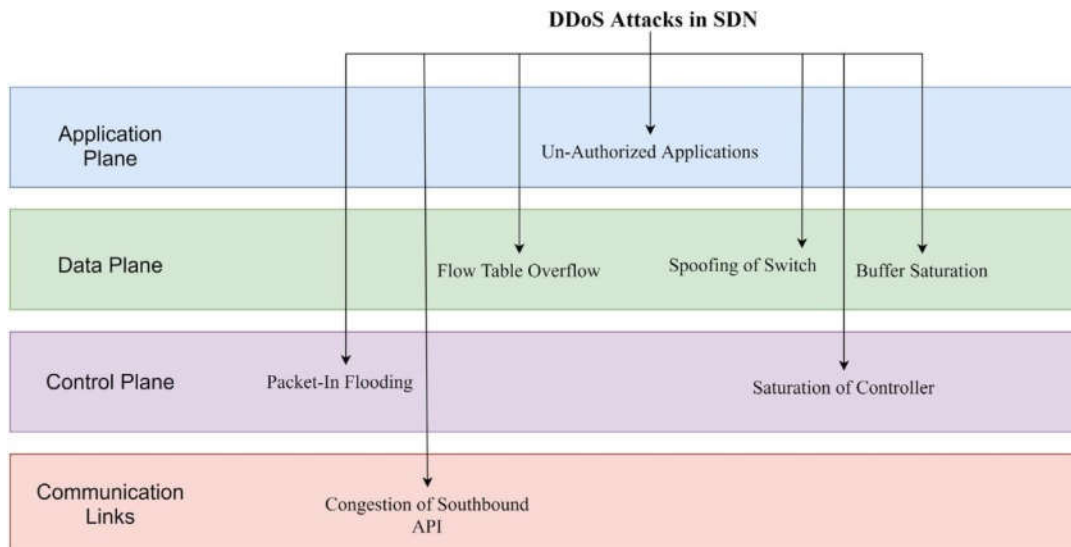 DDoS Attacks in SDN
Application
Plane
Un-Authorized Applications
Data Plane
Flow Table Overflow
Spoofing of Switch
Buffer Saturation
Control Plane
Packet-In Flooding
Saturation of Controller
Communication
Links
Congestion of Southbound
API